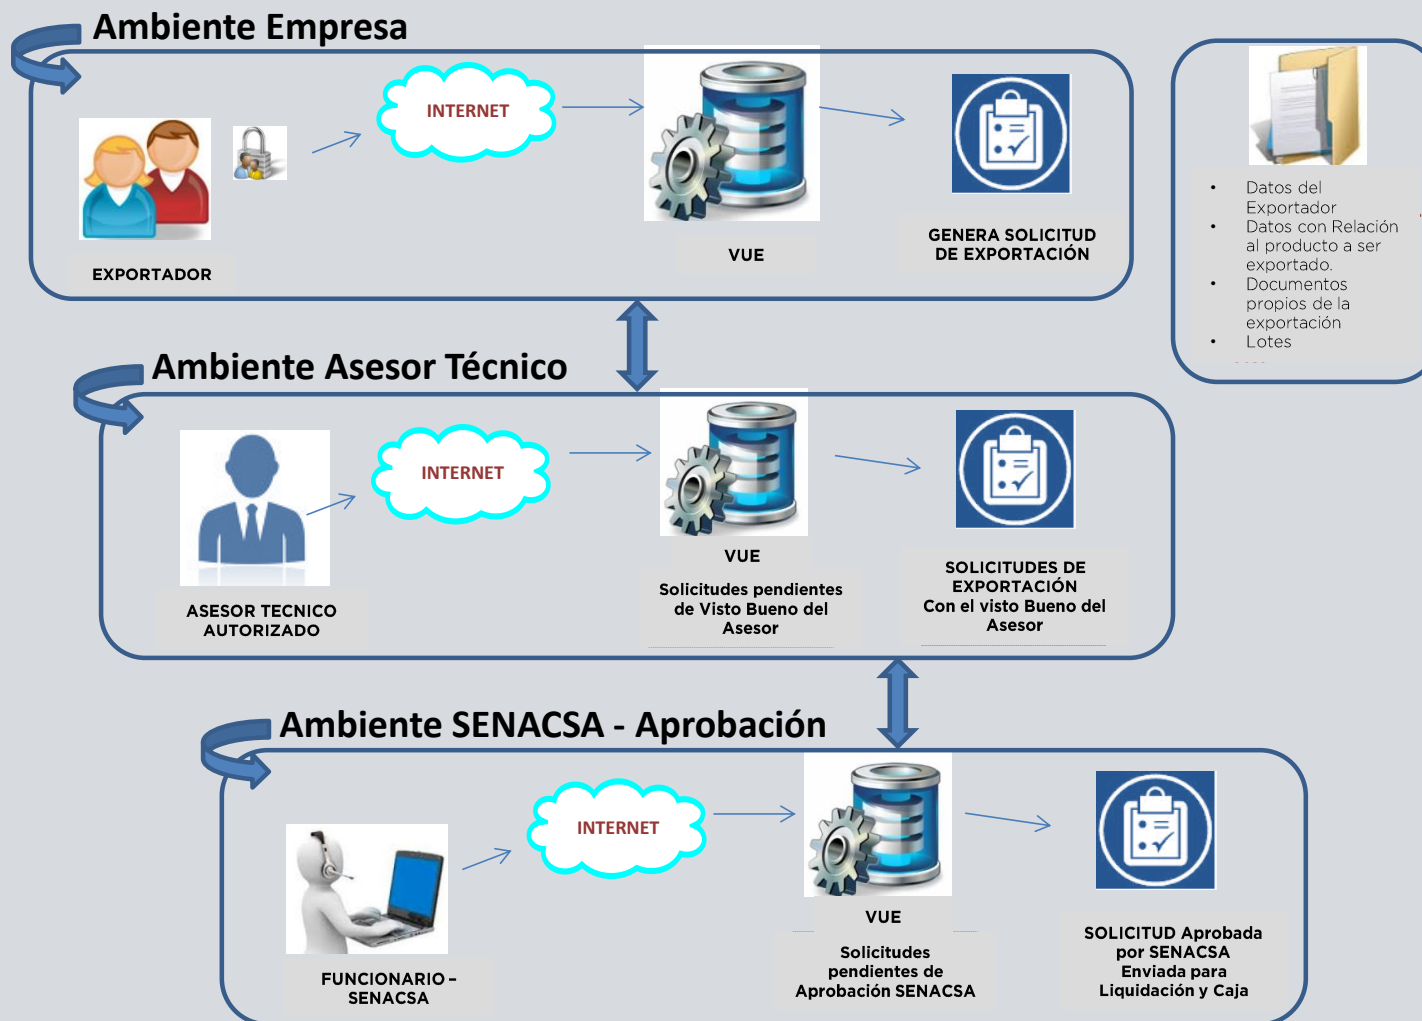 Ambiente Empresa
INTERNET
EXPORTADOR
VUE
GENERA SOLICITUD
DE EXPORTACIÓN
• Datos del
Exportador
• Datos con Relación
al producto a ser
exportado.
• Documentos
propios de la
exportación
• Lotes
Ambiente Asesor Técnico
INTERNET
ASESOR TECNICO
AUTORIZADO
VUE
Solicitudes pendientes
de Visto Bueno del
Asesor
SOLICITUDES DE
EXPORTACIÓN
Con el visto Bueno del
Asesor
Ambiente SENACSA - Aprobación
INTERNET
FUNCIONARIO –
SENACSA
VUE
Solicitudes
pendientes de
Aprobación SENACSA
SOLICITUD Aprobada
por SENACSA
Enviada para
Liquidación y Caja